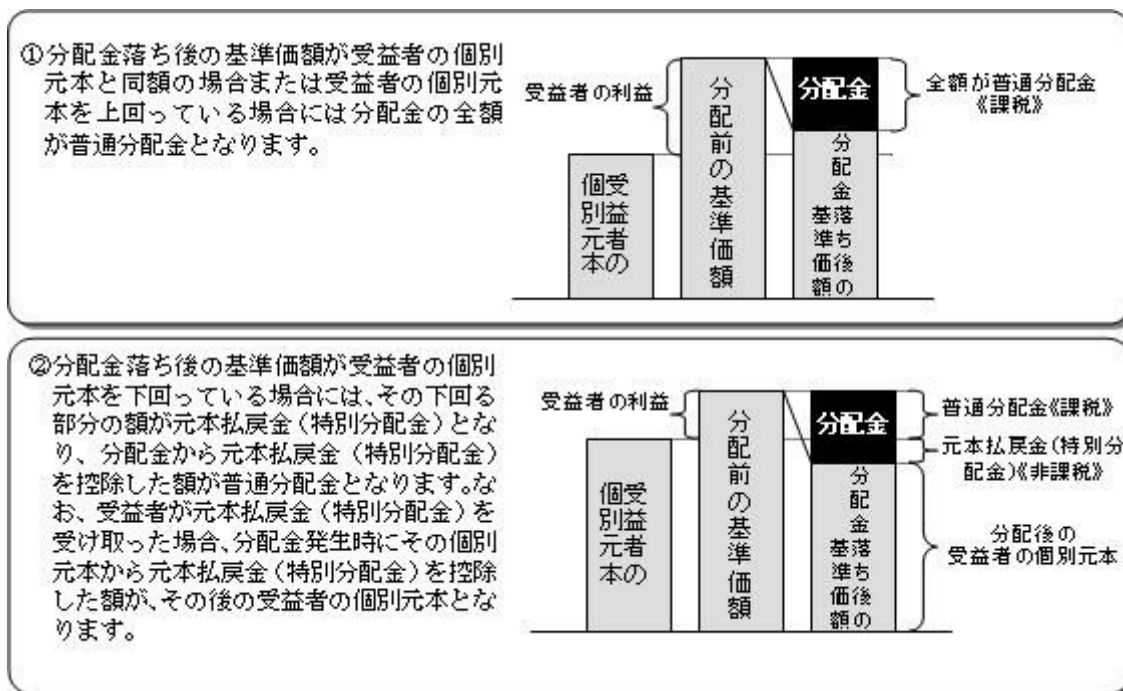 ①分配金落ち後の基準価額が受益者の個別
元本と同額の場合または受益者の個別元
本を上回っている場合には分配金の全額
が普通分配金となります。
受益者の利益
受益者の
個別元本
分配前の基準価額
分配金
分配金落ち後の
基準価額
全額が普通分配金
《課税》
②分配金落ち後の基準価額が受益者の個別
元本を下回っている場合には、その下回る
部分の額が元本払戻金(特別分配金)とな
り、分配金から元本払戻金(特別分配金)
を控除した額が普通分配金となります。な
お、受益者が元本払戻金(特別分配金)を
受け取った場合、分配金発生時にその個別
元本から元本払戻金(特別分配金)を控除
した額が、その後の受益者の個別元本とな
ります。
受益者の利益
受益者の
個別元本
分配前の基準価額
分配金
分配金落ち後の
基準価額
普通分配金《課税》
元本払戻金(特別分
配金)《非課税》
分配後の
受益者の個別元本